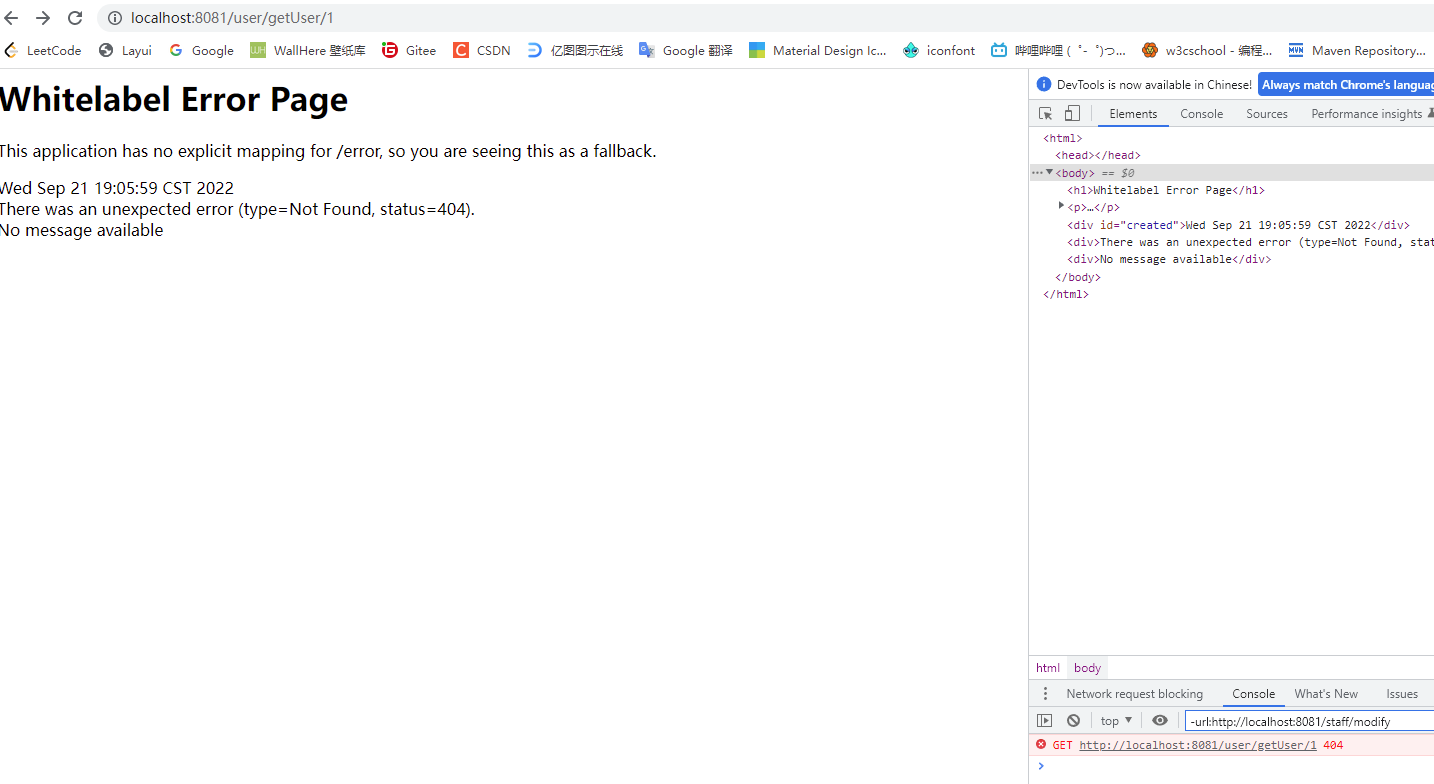 localhost:8081/user/getUser/1
LeetCode Layui Google WallHere 壁纸库 Gitee CSDN 亿图图示在线 Google 翻译 Material Design Ic... iconfont 哔哩哔哩 (゜-゜)つ... w3cschool - 编程... Maven Repository...
Whitelabel Error Page
This application has no explicit mapping for /error, so you are seeing this as a fallback.
Wed Sep 21 19:05:59 CST 2022
There was an unexpected error (type=Not Found, status=404).
No message available
DevTools is now available in Chinese! Always match Chrome's languag
Elements Console Sources Performance insights
<html>
<head></head>
<body> == $0
<h1>Whitelabel Error Page</h1>
<p>…</p>
<div id="created">Wed Sep 21 19:05:59 CST 2022</div>
<div>There was an unexpected error (type=Not Found, stat
<div>No message available</div>
</body>
</html>
html body
Network request blocking Console What's New Issues
top -url:http://localhost:8081/staff/modify
GET http://localhost:8081/user/getUser/1 404